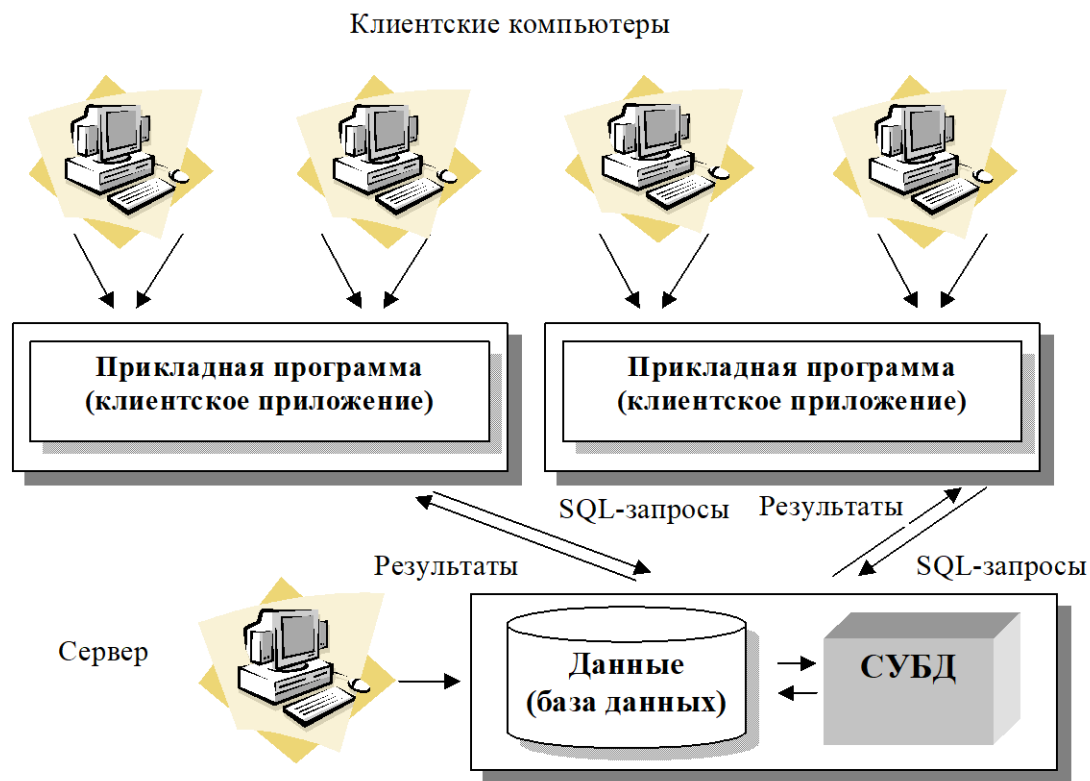 Клиентские компьютеры
Прикладная программа
(клиентское приложение)
Прикладная программа
(клиентское приложение)
SQL-запросы
Результаты
Результаты
SQL-запросы
Сервер
Данные
(база данных)
СУБД